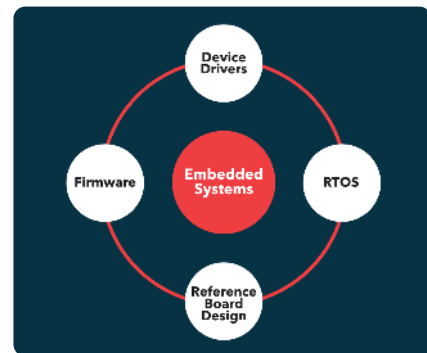 Device
Drivers
Firmware
Embedded
Systems
RTOS
Reference
Board
Design